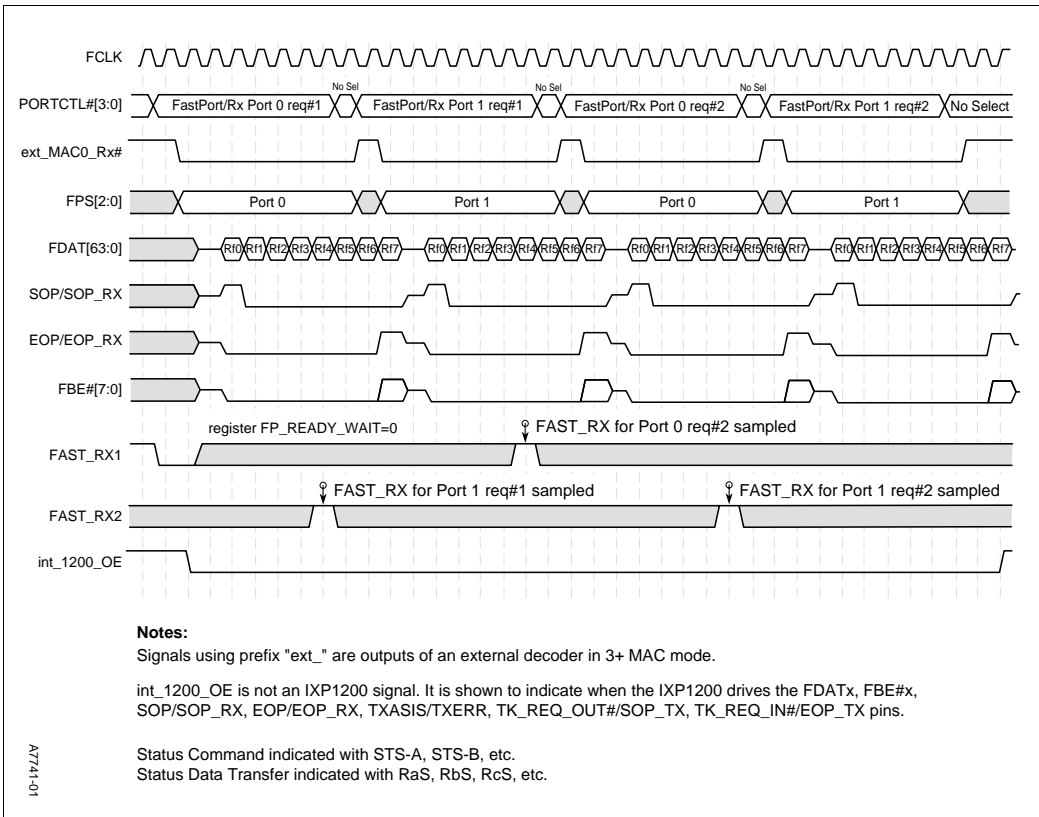 FCLK
No Sel No Sel No Sel
PORTCTL#[3:0] FastPort/Rx Port 0 req#1 FastPort/Rx Port 1 req#1 FastPort/Rx Port 0 req#2 FastPort/Rx Port 1 req#2 No Select
ext_MAC0_Rx#
FPS[2:0] Port 0 Port 1 Port 0 Port 1
FDAT[63:0] Rf0 Rf1 Rf2 Rf3 Rf4 Rf5 Rf6 Rf7 Rf0 Rf1 Rf2 Rf3 Rf4 Rf5 Rf6 Rf7 Rf0 Rf1 Rf2 Rf3 Rf4 Rf5 Rf6 Rf7 Rf0 Rf1 Rf2 Rf3 Rf4 Rf5 Rf6 Rf7
SOP/SOP_RX
EOP/EOP_RX
FBE#[7:0]
register FP_READY_WAIT=0 FAST_RX for Port 0 req#2 sampled
FAST_RX1
FAST_RX for Port 1 req#1 sampled FAST_RX for Port 1 req#2 sampled
FAST_RX2
int_1200_OE
Notes:
Signals using prefix "ext_" are outputs of an external decoder in 3+ MAC mode.
int_1200_OE is not an IXP1200 signal. It is shown to indicate when the IXP1200 drives the FDATx, FBE#x,
SOP/SOP_RX, EOP/EOP_RX, TXASIS/TXERR, TK_REQ_OUT#/SOP_TX, TK_REQ_IN#/EOP_TX pins.
Status Command indicated with STS-A, STS-B, etc.
Status Data Transfer indicated with RaS, RbS, RcS, etc.
A7741-01